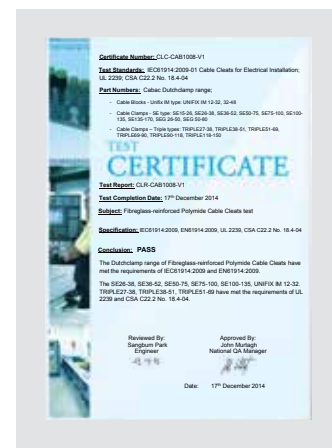 Certificate Number: CLC-CAB1008-V1
Test Standards: IEC61914:2009-01 Cable Cleats for Electrical Installation;
UL 2239; CSA C22.2 No. 18.4-04
Part Numbers: Cabac Dutchclamp range;
- Cable Blocks - Unifix IM type: UNIFIX IM 12-32, 32-48
- Cable Clamps - SE type: SE15-26, SE26-38, SE36-52, SE50-75, SE75-100, SE100-
135, SE135-170, SEG 26-50, SEG 50-80
- Cable Clamps – Triple types: TRIPLE27-38, TRIPLE38-51, TRIPLE51-69,
TRIPLE69-90, TRIPLE90-118, TRIPLE118-150
TEST
CERTIFICATE
Test Report: CLR-CAB1008-V1
Test Completion Date: 17th December 2014
Subject: Fibreglass-reinforced Polymide Cable Cleats test
Specification: IEC61914:2009, EN61914:2009, UL 2239, CSA C22.2 No. 18.4-04
Conclusion: PASS
The Dutchclamp range of Fibreglass-reinforced Polymide Cable Cleats have
met the requirements of IEC61914:2009 and EN61914:2009.
The SE26-38, SE36-52, SE50-75, SE75-100, SE100-135, UNIFIX IM 12-32.
TRIPLE27-38, TRIPLE38-51, TRIPLE51-69 have met the requirements of UL
2239 and CSA C22.2 No. 18.4-04.
Reviewed By: Approved By:
Sangbum Park John Murtagh
Engineer National QA Manager
Date: 17th December 2014